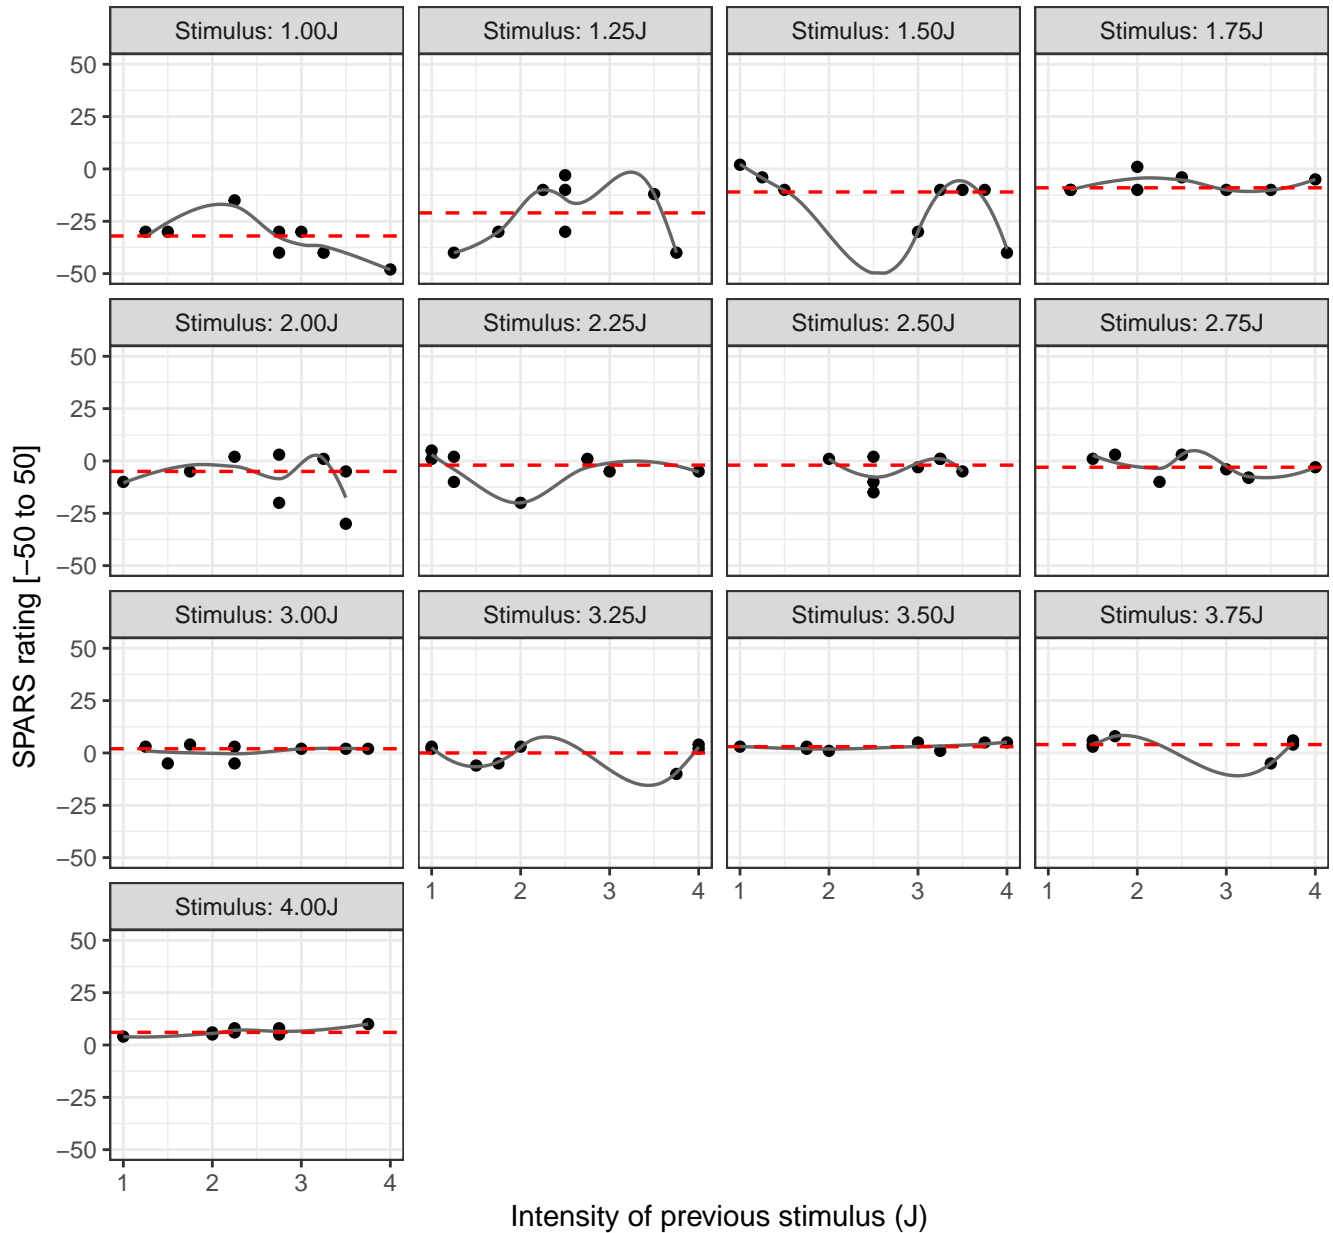 Stimulus: 1.00J
Stimulus: 1.25J
Stimulus: 1.50J
Stimulus: 1.75J
50
25
0
−25
−50
Stimulus: 2.00J
Stimulus: 2.25J
Stimulus: 2.50J
Stimulus: 2.75J
50
25
0
−25
−50
SPARS rating [−50 to 50]
Stimulus: 3.00J
Stimulus: 3.25J
Stimulus: 3.50J
Stimulus: 3.75J
50
25
0
−25
−50
1 2 3 4
1 2 3 4
1 2 3 4
Stimulus: 4.00J
50
25
0
−25
−50
1 2 3 4
Intensity of previous stimulus (J)